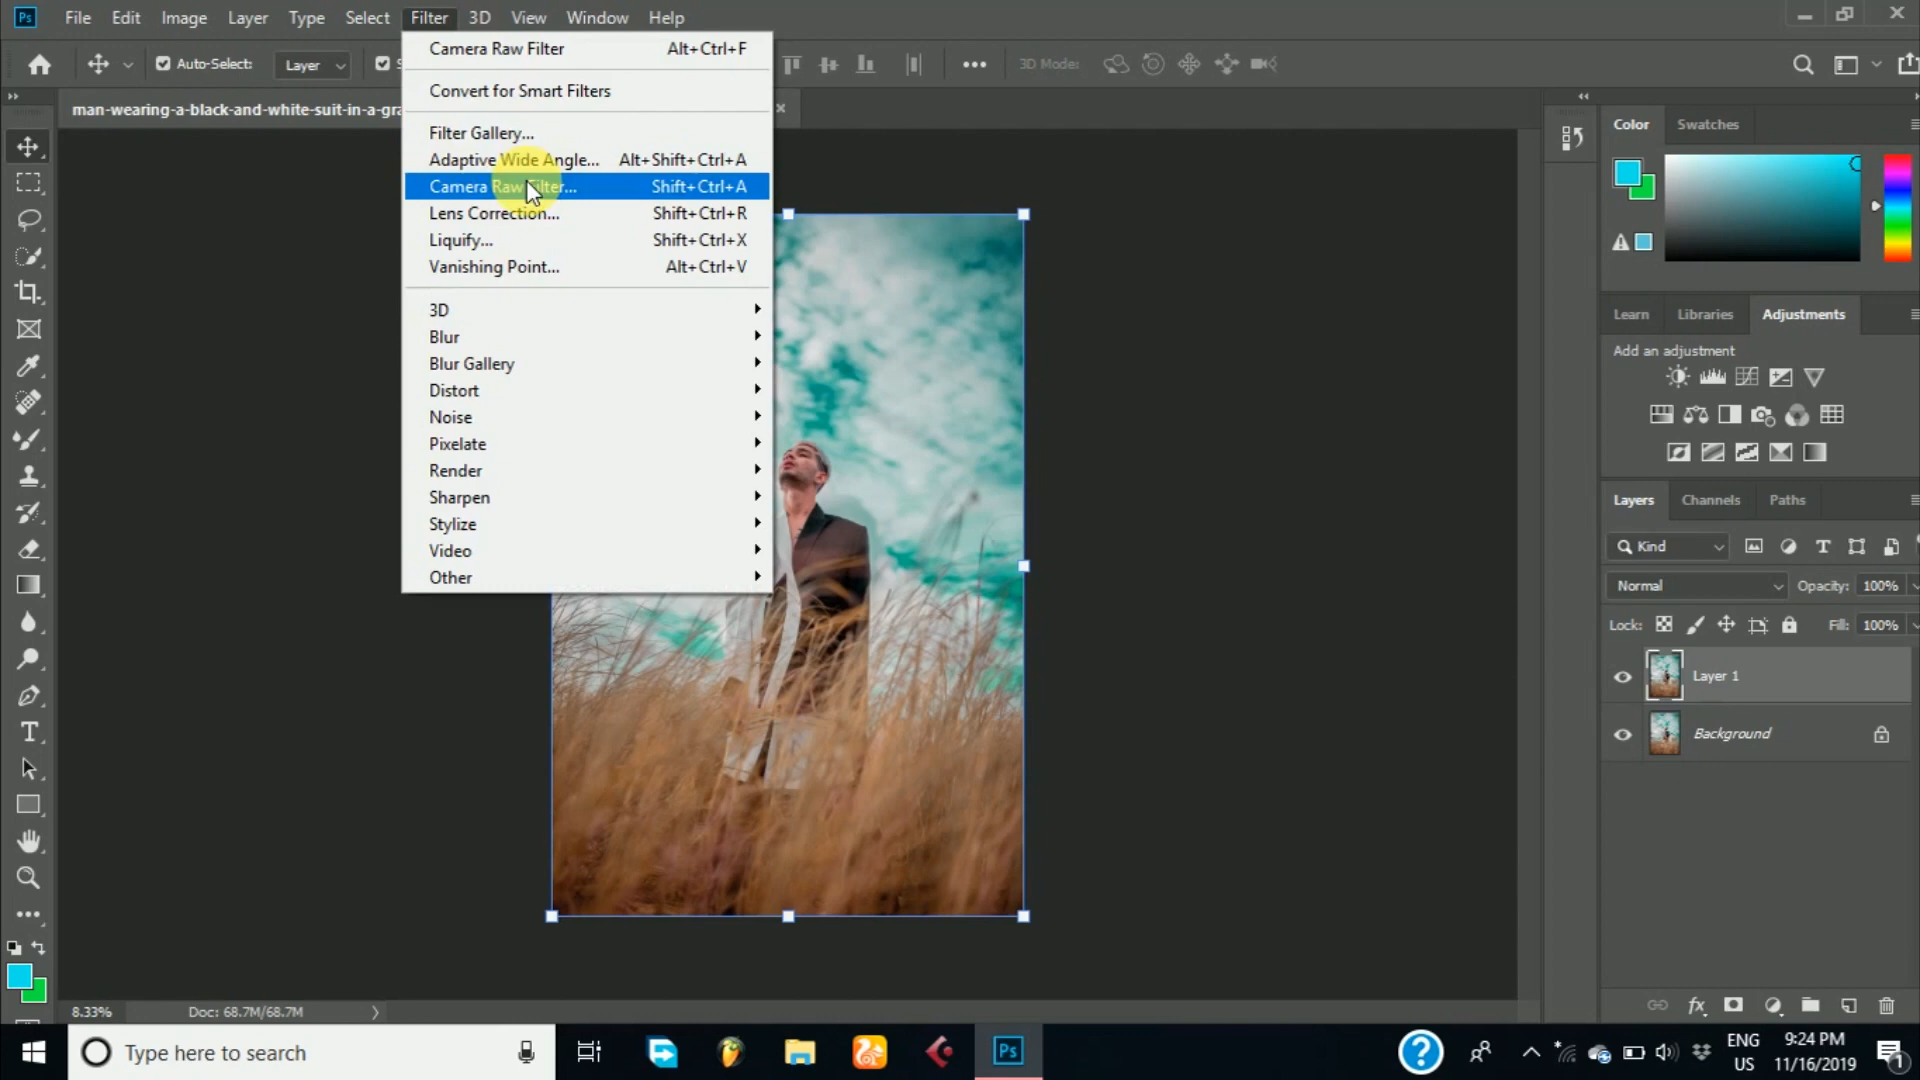 Ps File Edit Image Layer Type Select Filter 3D View Window Help
Auto-Select: Layer 3D Mode:
man-wearing-a-black-and-white-suit-in-a-gra
Camera Raw Filter Alt+Ctrl+F
Convert for Smart Filters
Filter Gallery...
Adaptive Wide Angle... Alt+Shift+Ctrl+A
Camera Raw Filter... Shift+Ctrl+A
Lens Correction... Shift+Ctrl+R
Liquify... Shift+Ctrl+X
Vanishing Point... Alt+Ctrl+V
3D
Blur
Blur Gallery
Distort
Noise
Pixelate
Render
Sharpen
Stylize
Video
Other
Color Swatches
Learn Libraries Adjustments
Add an adjustment
Layers Channels Paths
Kind
Normal Opacity: 100%
Lock: Fill: 100%
Layer 1
Background
fx
8.33% Doc: 68.7M/68.7M
Type here to search
Ps
ENG
US
9:24 PM
11/16/2019
1